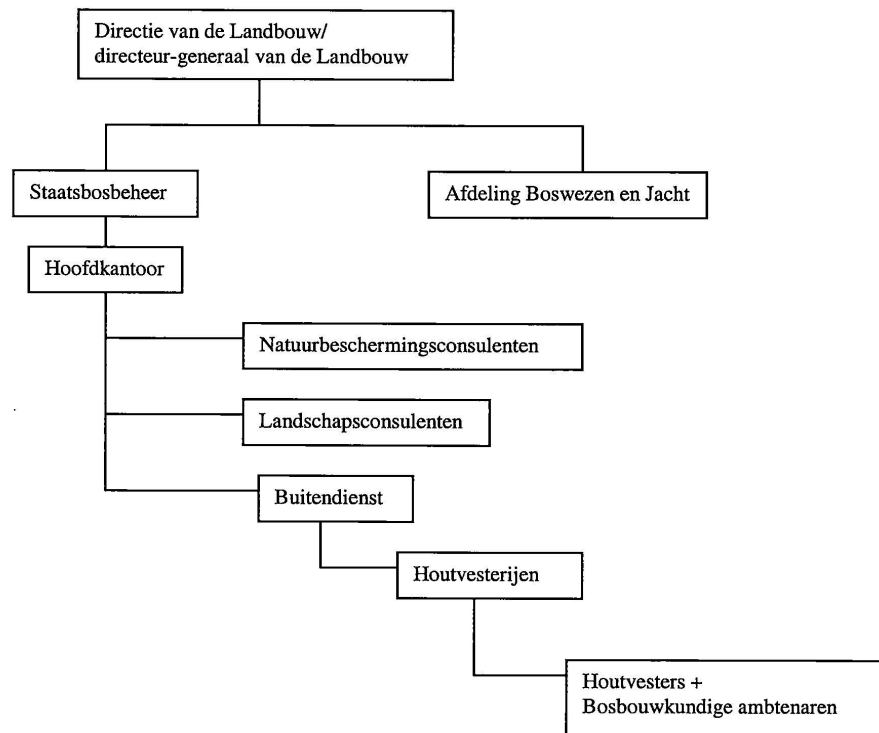 Directie van de Landbouw/
directeur-generaal van de Landbouw
Staatsbosbeheer
Afdeling Boswezen en Jacht
Hoofdkantoor
Natuurbeschermingsconsulenten
Landschapsconsulenten
Buitendienst
Houtvesterijen
Houtvesters +
Bosbouwkundige ambtenaren